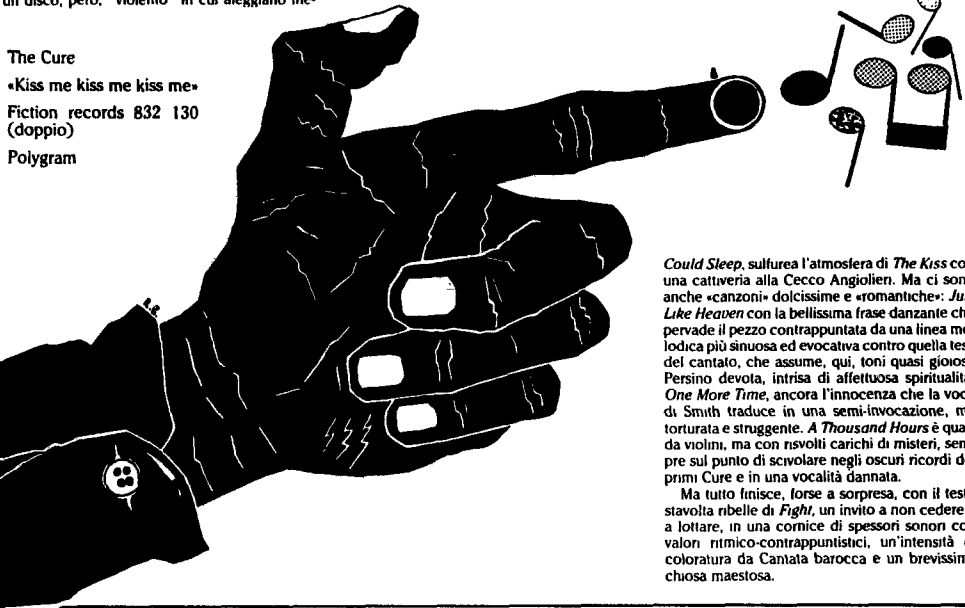 un disco, però, "violento" in cui aleggiano me-
The Cure
«Kiss me kiss me kiss me»
Fiction records 832 130
(doppio)
Polygram
Could Sleep, sulfurea l'atmosfera di The Kiss co
una cattiveria alla Cecco Angiolieri. Ma ci son
anche «canzoni» dolcissime e «romantiche»: Ju
Like Heaven con la bellissima frase danzante ch
pervade il pezzo contrappuntata da una linea me
lodica più sinuosa ed evocativa contro quella tes
del cantato, che assume, qui, toni quasi gioios
Persino devota, intrisa di affettuosa spiritualità
One More Time, ancora l'innocenza che la voc
di Smith traduce in una semi-invocazione, m
torturata e struggente. A Thousand Hours è qua
da violini, ma con risvolti carichi di misteri, sem
pre sul punto di scivolare negli oscuri ricordi de
primi Cure e in una vocalità dannata.
Ma tutto finisce, forse a sorpresa, con il test
stavolta ribelle di Fight, un invito a non cedere
a lottare, in una cornice di spessori sonori co
valori ritmico-contrappuntistici, un'intensità
coloratura da Cantata barocca e un brevissim
chiosa maestosa.